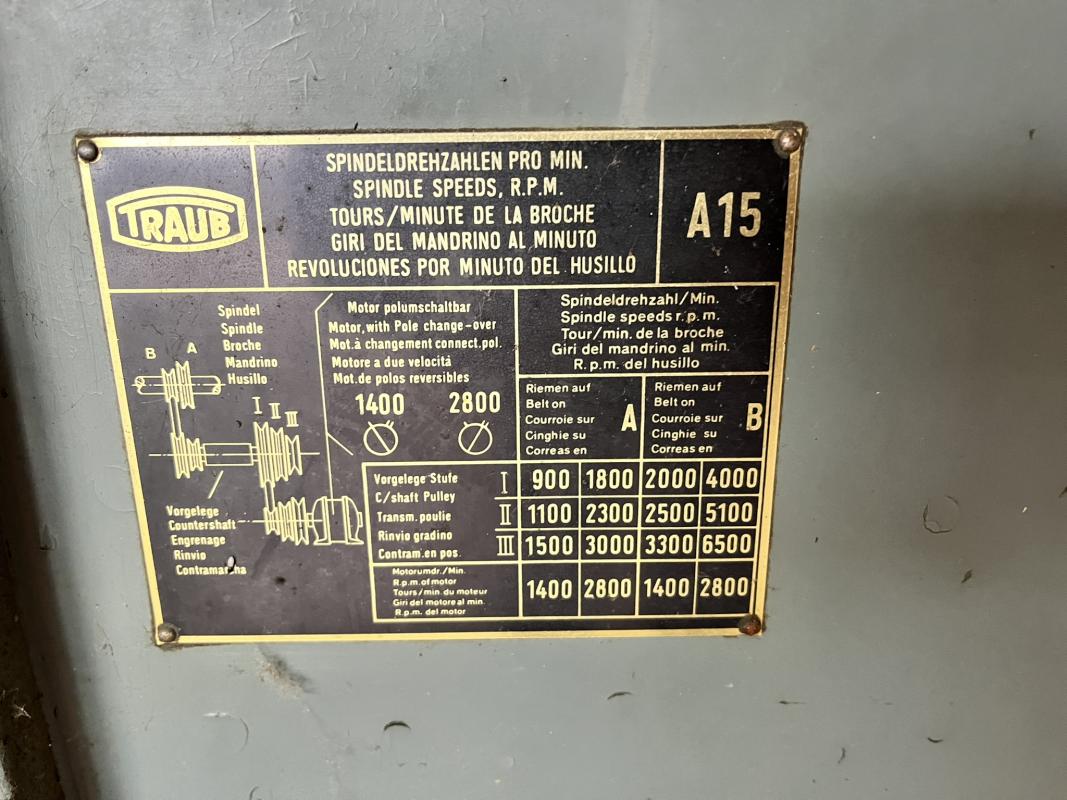 TRAUB
SPINDELDREHZAHLEN PRO MIN.
SPINDLE SPEEDS, R.P.M.
TOURS/MINUTE DE LA BROCHE
GIRI DEL MANDRINO AL MINUTO
REVOLUCIONES POR MINUTO DEL HUSILLO
A15
Spindel
Spindle
Broche
Mandrino
Husillo
B A
I II III
Vorgelege
Countershaft
Engrenage
Rinvio
Contramarcha
Motor polumschaltbar
Motor, with Pole change-over
Mot. à changement connect. pol.
Motore a due velocità
Mot. de polos reversibles
1400 2800
Spindeldrehzahl/Min.
Spindle speeds r.p.m.
Tour/min. de la broche
Giri del mandrino al min.
R.p.m. del husillo
Riemen auf
Belt on
Courroie sur
Cinghie su
Correas en
A
Riemen auf
Belt on
Courroie sur
Cinghie su
Correas en
B
Vorgelege Stufe
C/shaft Pulley
Transm. poulie
Rinvio gradino
Contram. en pos.
I 900 1800 2000 4000
II 1100 2300 2500 5100
III 1500 3000 3300 6500
Motorumdr./Min.
R.p.m. of motor
Tours/min. du moteur
Giri del motore al min.
R.p.m. del motor
1400 2800 1400 2800